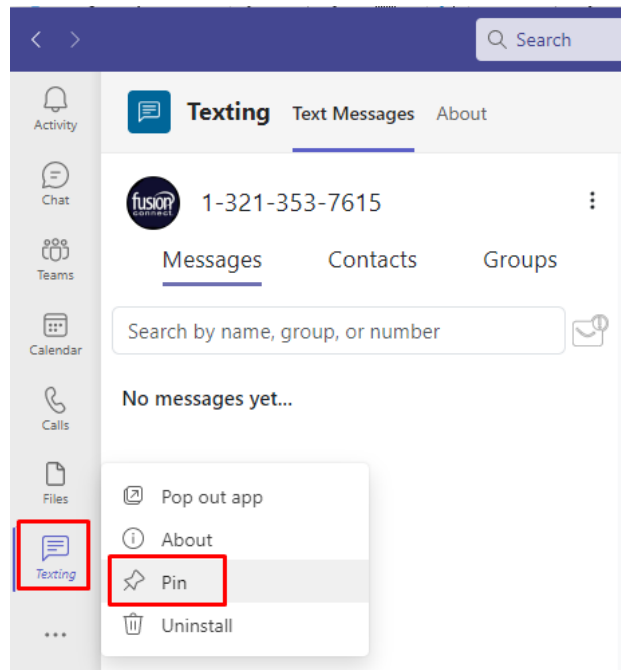 Search
Activity
Chat
Teams
Calendar
Calls
Files
Texting
Texting Text Messages About
fusion connect
1-321-353-7615
Messages Contacts Groups
Search by name, group, or number
No messages yet...
Pop out app
About
Pin
Uninstall